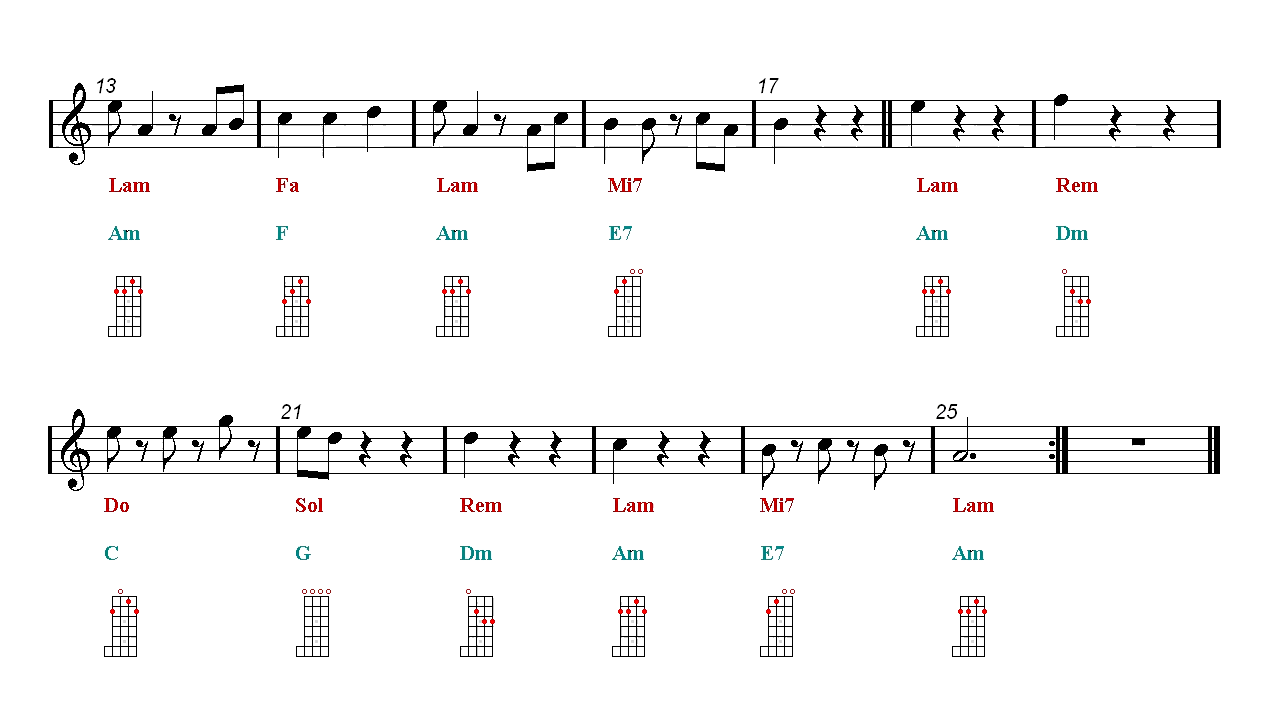 13 17
Lam Fa Lam Mi7 Lam Rem
Am F Am E7 Am Dm
21 25
Do Sol Rem Lam Mi7 Lam
C G Dm Am E7 Am